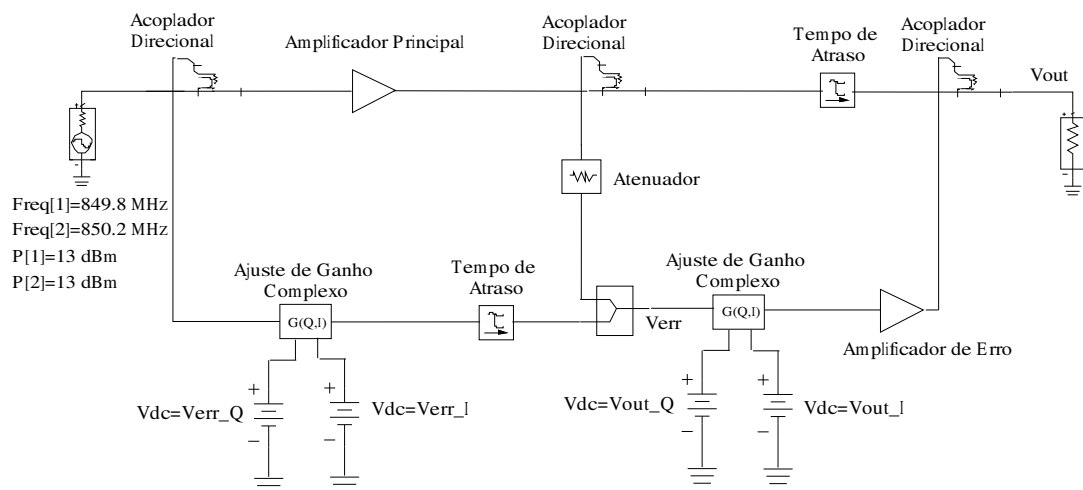 Acoplador
Direcional
Amplificador Principal
Acoplador
Direcional
Tempo de
Atraso
Acoplador
Direcional
Vout
Atenuador
Freq[1]=849.8 MHz
Freq[2]=850.2 MHz
P[1]=13 dBm
P[2]=13 dBm
Ajuste de Ganho
Complexo
G(Q,I)
Tempo de
Atraso
Verr
Ajuste de Ganho
Complexo
G(Q,I)
Amplificador de Erro
Vdc=Verr_Q
Vdc=Verr_I
Vdc=Vout_Q
Vdc=Vout_I